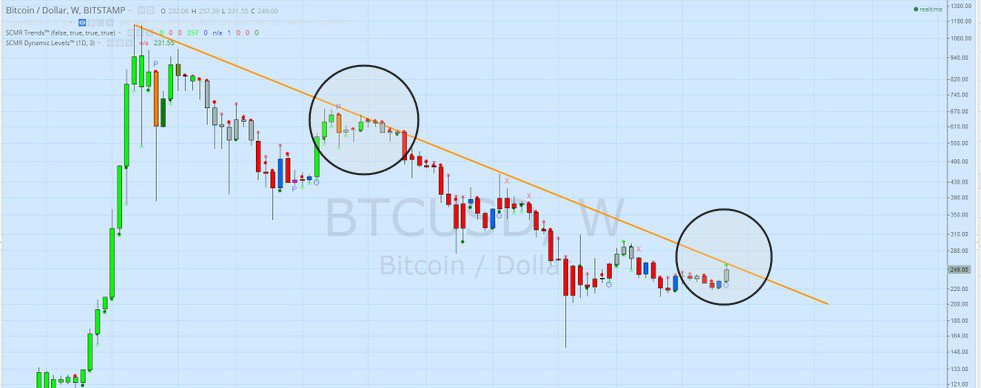 Bitcoin / Dollar, W, BITSTAMP
O 232.08 H 257.39 L 231.55 C 249.00
realtime
SCMR Trends™ (false, true, true, true)
0 0 257 0 n/a 1 0 0 0
SCMR Dynamic Levels™ (1D, 3)
n/a 231.55
BTCUSD, W
Bitcoin / Dolla
P
P
P
O
X
X
X
O
O
1300.00
1160.00
1040.00
940.00
820.00
745.00
670.00
610.00
550.00
490.00
430.00
390.00
350.00
310.00
280.00
249.00
220.00
200.00
180.00
164.00
148.00
133.00
121.00